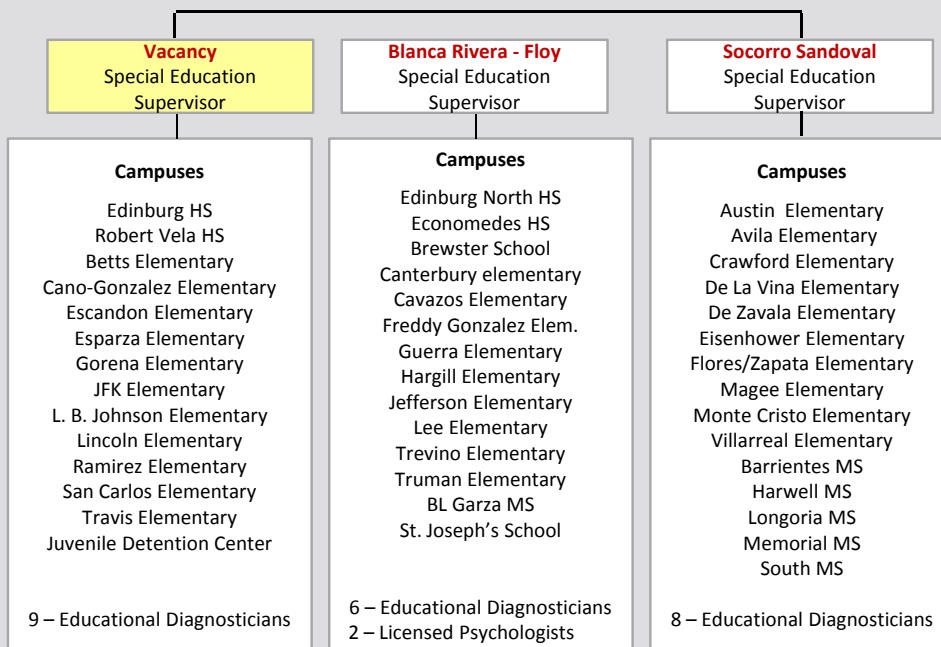 Vacancy
Special Education
Supervisor
Campuses
Edinburg HS
Robert Vela HS
Betts Elementary
Cano-Gonzalez Elementary
Escandon Elementary
Esparza Elementary
Gorena Elementary
JFK Elementary
L. B. Johnson Elementary
Lincoln Elementary
Ramirez Elementary
San Carlos Elementary
Travis Elementary
Juvenile Detention Center
9 – Educational Diagnosticians
Blanca Rivera - Floy
Special Education
Supervisor
Campuses
Edinburg North HS
Economedes HS
Brewster School
Canterbury elementary
Cavazos Elementary
Freddy Gonzalez Elem.
Guerra Elementary
Hargill Elementary
Jefferson Elementary
Lee Elementary
Trevino Elementary
Truman Elementary
BL Garza MS
St. Joseph’s School
6 – Educational Diagnosticians
2 – Licensed Psychologists
Socorro Sandoval
Special Education
Supervisor
Campuses
Austin  Elementary
Avila Elementary
Crawford Elementary
De La Vina Elementary
De Zavala Elementary
Eisenhower Elementary
Flores/Zapata Elementary
Magee Elementary
Monte Cristo Elementary
Villarreal Elementary
Barrientes MS
Harwell MS
Longoria MS
Memorial MS
South MS
8 – Educational Diagnosticians